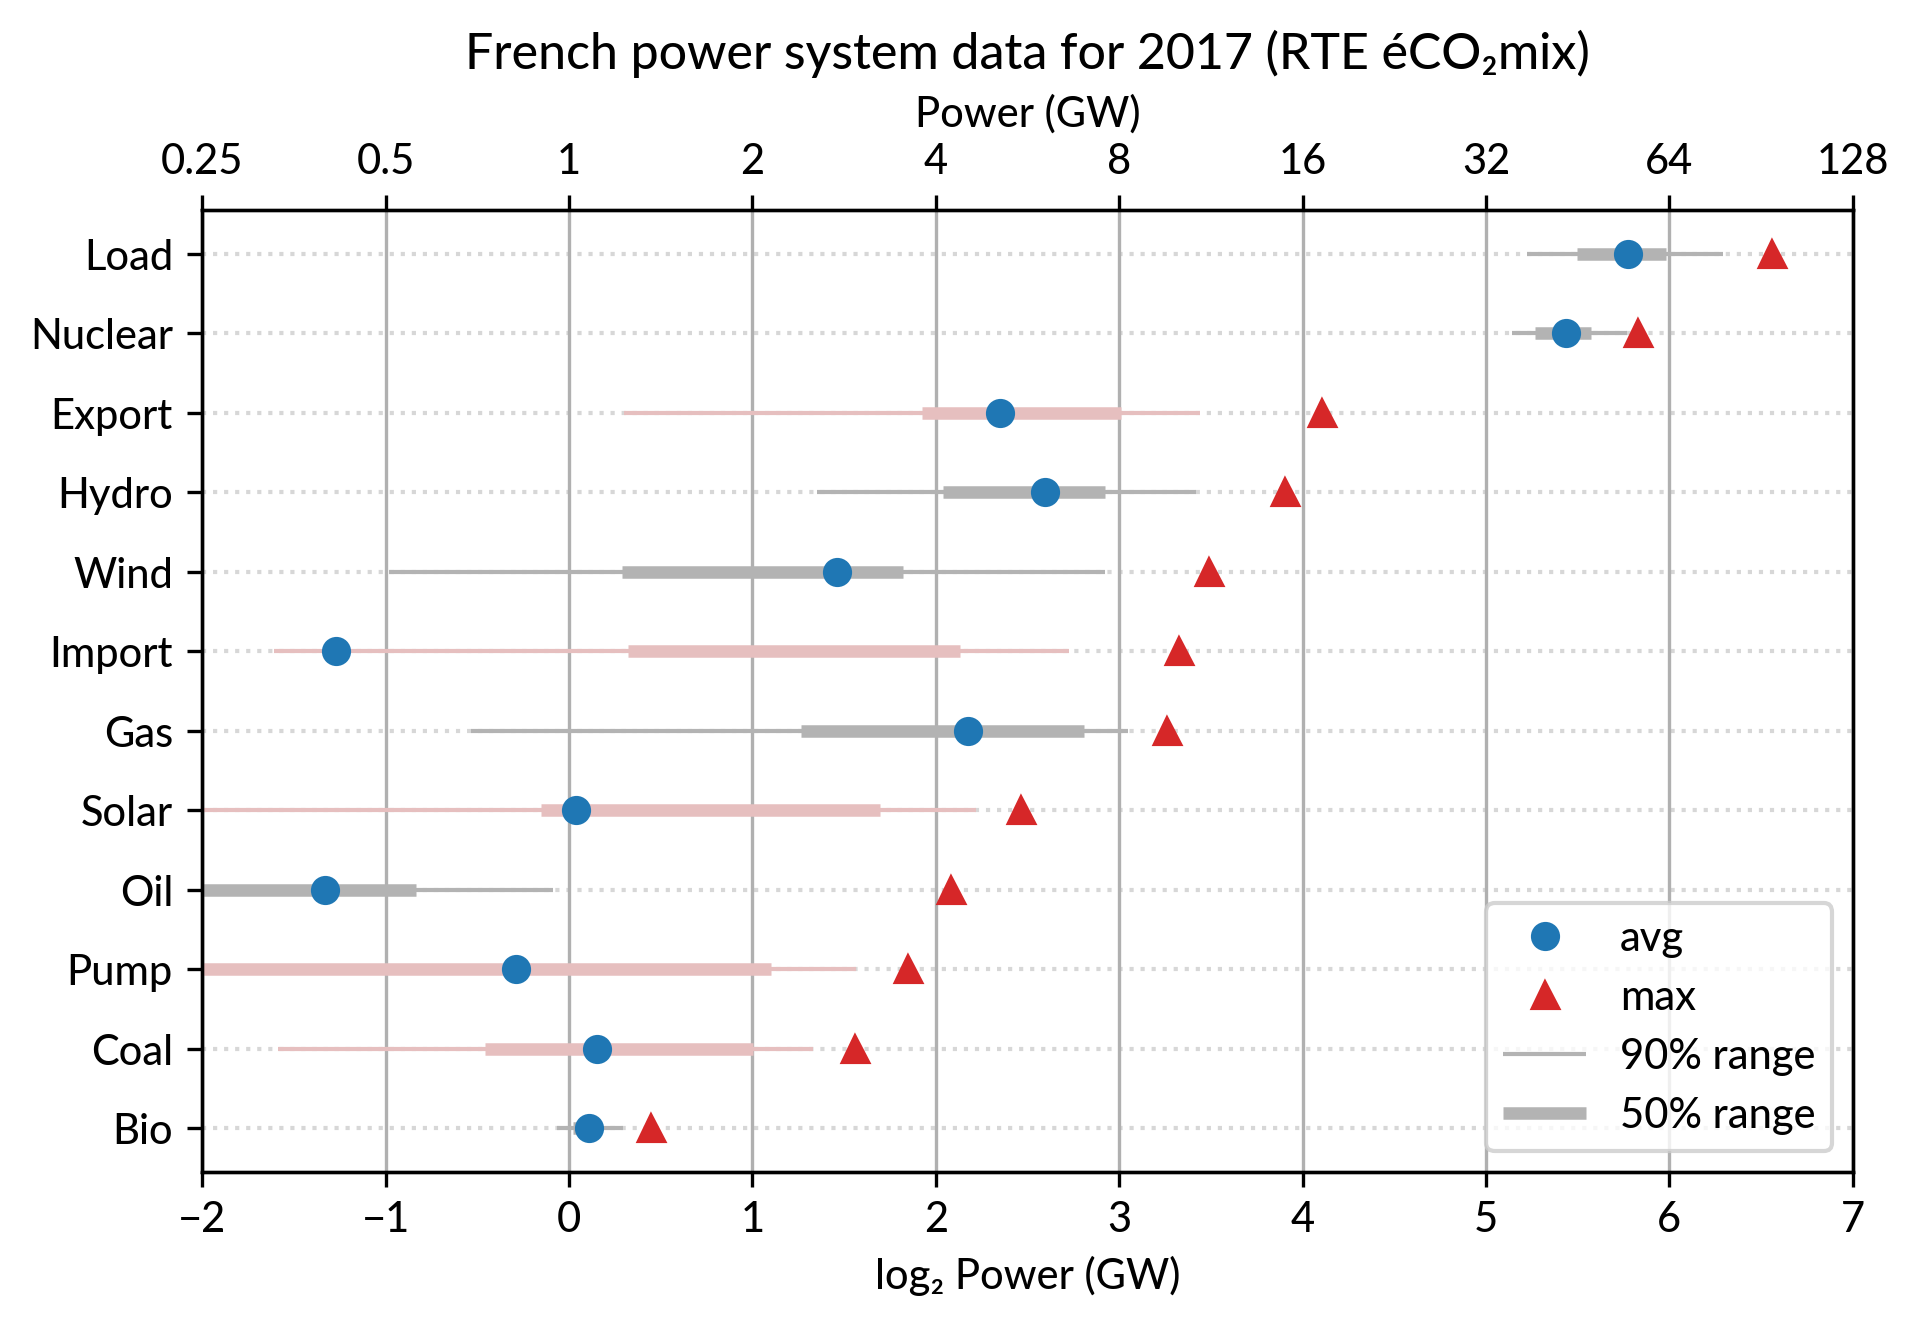 French power system data for 2017 (RTE éCO₂mix)
Power (GW)
0.25 0.5 1 2 4 8 16 32 64 128
Load
Nuclear
Export
Hydro
Wind
Import
Gas
Solar
Oil
Pump
Coal
Bio
avg
max
90% range
50% range
−2 −1 0 1 2 3 4 5 6 7
log₂ Power (GW)